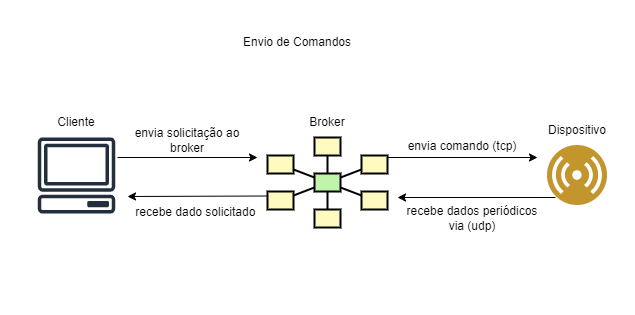 Envio de Comandos
Cliente
envia solicitação ao
broker
recebe dado solicitado
Broker
envia comando (tcp)
recebe dados periódicos
via (udp)
Dispositivo